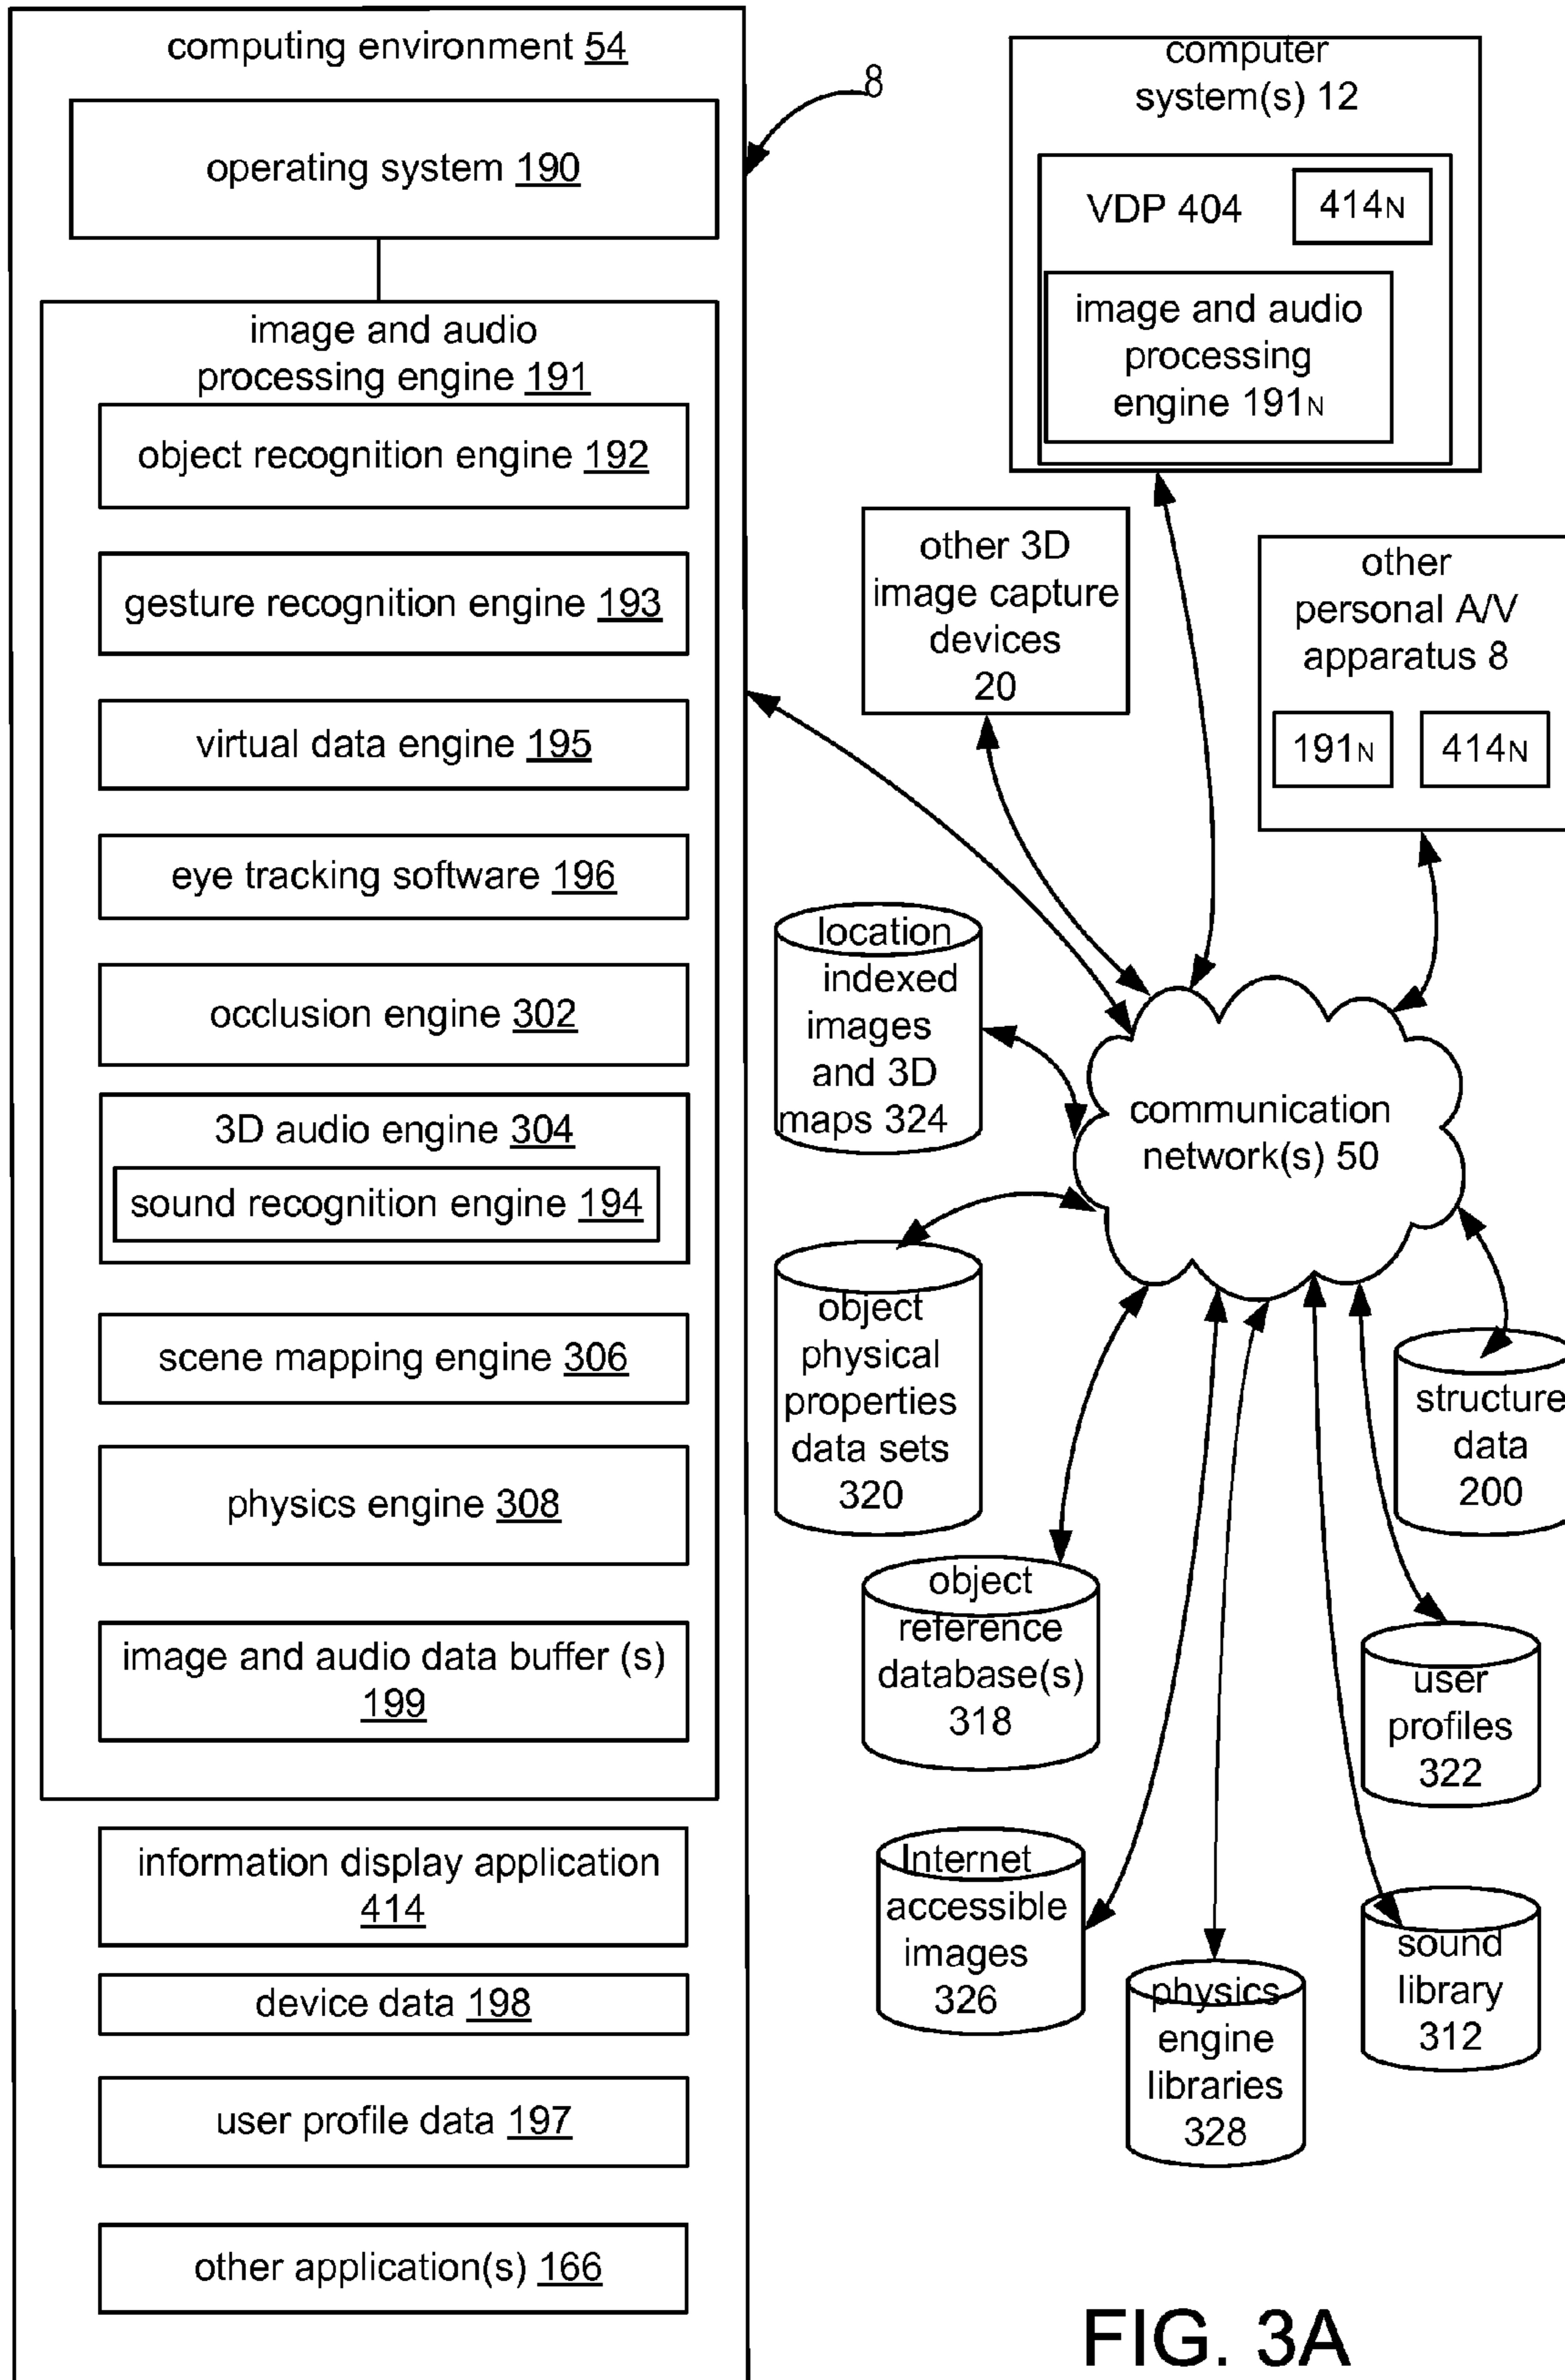 computing environment 54
operating system 190
image and audio
processing engine 191
object recognition engine 192
gesture recognition engine 193
virtual data engine 195
eye tracking software 196
occlusion engine 302
3D audio engine 304
sound recognition engine 194
scene mapping engine 306
physics engine 308
image and audio data buffer (s)
199
information display application
414
device data 198
user profile data 197
other application(s) 166
8
computer
system(s) 12
VDP 404
414N
image and audio
processing
engine 191N
other 3D
image capture
devices
20
other
personal A/V
apparatus 8
191N
414N
location
indexed
images
and 3D
maps 324
communication
network(s) 50
object
physical
properties
data sets
320
structure
data
200
object
reference
database(s)
318
user
profiles
322
Internet
accessible
images
326
physics
engine
libraries
328
sound
library
312
FIG. 3A